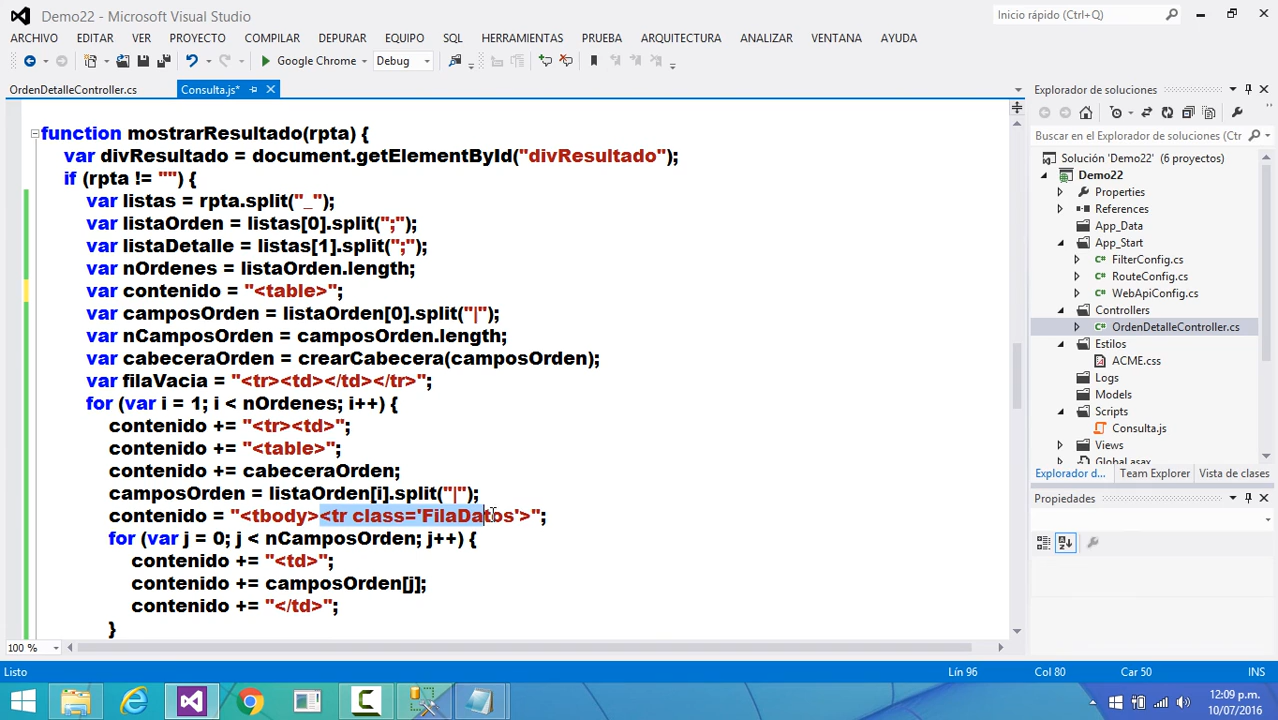 Demo22 - Microsoft Visual Studio
Inicio rápido (Ctrl+Q)
ARCHIVO EDITAR VER PROYECTO COMPILAR DEPURAR EQUIPO SQL HERRAMIENTAS PRUEBA ARQUITECTURA ANALIZAR VENTANA AYUDA
Google Chrome Debug
OrdenDetalleController.cs Consulta.js*
function mostrarResultado(rpta) {
var divResultado = document.getElementById("divResultado");
if (rpta != "") {
var listas = rpta.split("_");
var listaOrden = listas[0].split(";");
var listaDetalle = listas[1].split(";");
var nOrdenes = listaOrden.length;
var contenido = "<table>";
var camposOrden = listaOrden[0].split("|");
var nCamposOrden = camposOrden.length;
var cabeceraOrden = crearCabecera(camposOrden);
var filaVacia = "<tr><td></td></tr>";
for (var i = 1; i < nOrdenes; i++) {
contenido += "<tr><td>";
contenido += "<table>";
contenido += cabeceraOrden;
camposOrden = listaOrden[i].split("|");
contenido = "<tbody><tr class='FilaDatos'>";
for (var j = 0; j < nCamposOrden; j++) {
contenido += "<td>";
contenido += camposOrden[j];
contenido += "</td>";
}
100 %
Explorador de soluciones
Buscar en el Explorador de soluciones (Ctr
Solución 'Demo22' (6 proyectos)
Demo22
Properties
References
App_Data
App_Start
FilterConfig.cs
RouteConfig.cs
WebApiConfig.cs
Controllers
OrdenDetalleController.cs
Estilos
ACME.css
Logs
Models
Scripts
Consulta.js
Views
Global.asax
Explorador d... Team Explorer Vista de clases
Propiedades
Listo Lín 96 Col 80 Car 50 INS
12:09 p.m.
10/07/2016